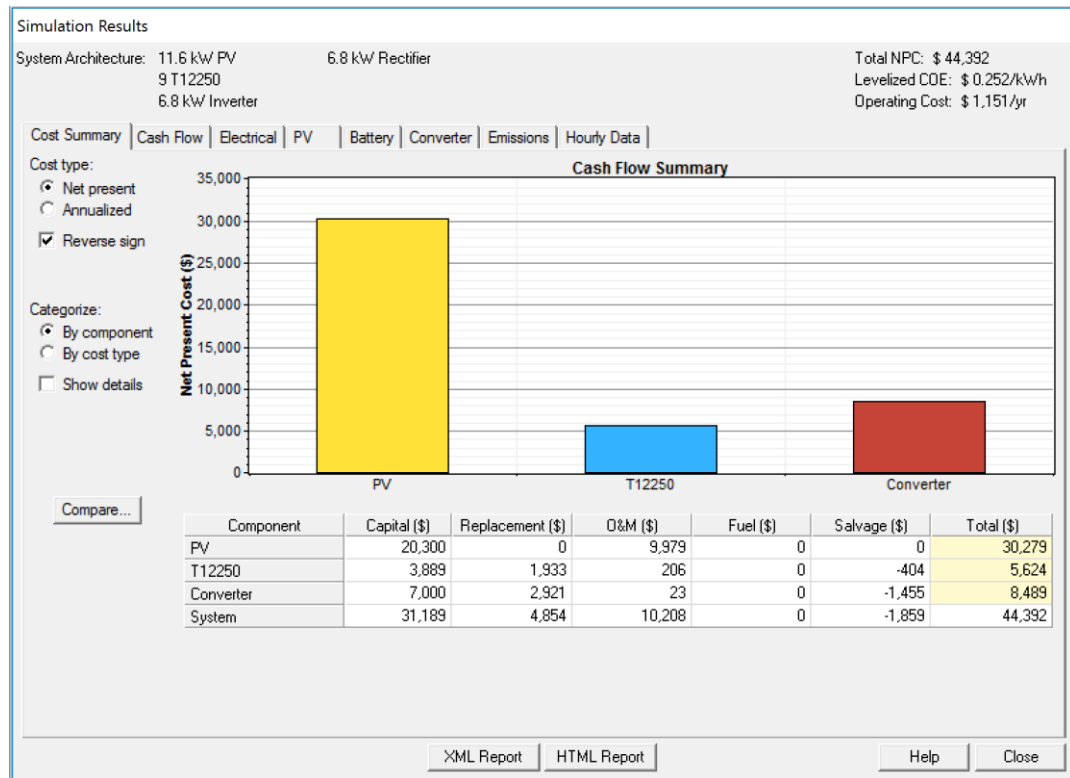 Simulation Results
System Architecture: 11.6 kW PV 6.8 kW Rectifier
9 T12250
6.8 kW Inverter
Total NPC: $ 44,392
Levelized COE: $ 0.252/kWh
Operating Cost: $ 1,151/yr
Cost Summary Cash Flow Electrical PV Battery Converter Emissions Hourly Data
Cost type:
Net present
Annualized
Reverse sign
Categorize:
By component
By cost type
Show details
Compare...
Cash Flow Summary
Net Present Cost ($)
35,000
30,000
25,000
20,000
15,000
10,000
5,000
0
PV T12250 Converter
Component Capital ($) Replacement ($) O&M ($) Fuel ($) Salvage ($) Total ($)
PV 20,300 0 9,979 0 0 30,279
T12250 3,889 1,933 206 0 -404 5,624
Converter 7,000 2,921 23 0 -1,455 8,489
System 31,189 4,854 10,208 0 -1,859 44,392
XML Report HTML Report Help Close